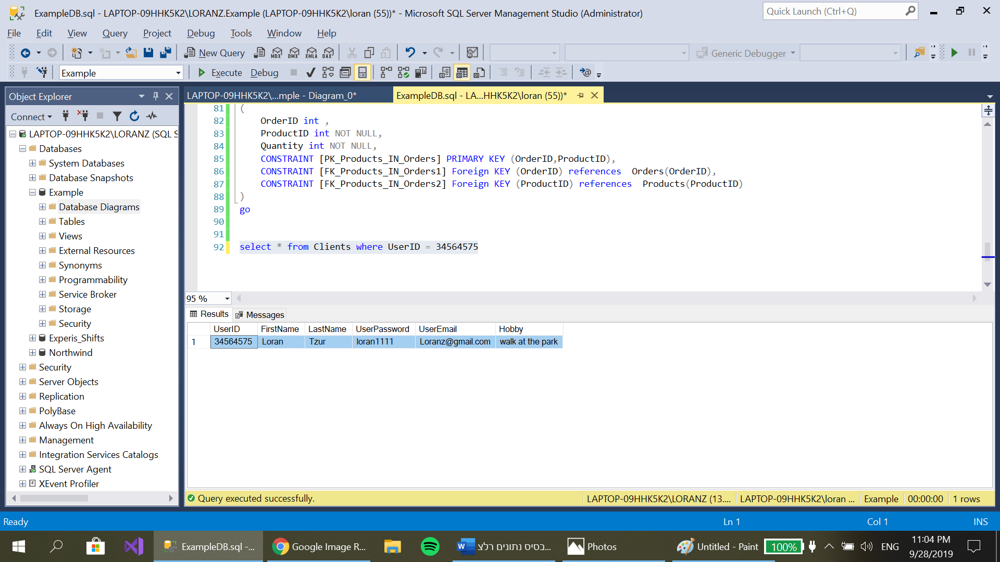 ExampleDB.sql - LAPTOP-09HHK5K2\LORANZ.Example (LAPTOP-09HHK5K2\loran (55))* - Microsoft SQL Server Management Studio (Administrator)
Quick Launch (Ctrl+Q)
File Edit View Query Project Debug Tools Window Help
New Query MDX DMX XMLA DAX Generic Debugger
Example Execute Debug
Object Explorer
Connect
LAPTOP-09HHK5K2\LORANZ (SQL S
Databases
System Databases
Database Snapshots
Example
Database Diagrams
Tables
Views
External Resources
Synonyms
Programmability
Service Broker
Storage
Security
Experis_Shifts
Northwind
Security
Server Objects
Replication
PolyBase
Always On High Availability
Management
Integration Services Catalogs
SQL Server Agent
XEvent Profiler
LAPTOP-09HHK5K2\...mple - Diagram_0*
ExampleDB.sql - LA...HHK5K2\loran (55))*
81 (
82 OrderID int ,
83 ProductID int NOT NULL,
84 Quantity int NOT NULL,
85 CONSTRAINT [PK_Products_IN_Orders] PRIMARY KEY (OrderID,ProductID),
86 CONSTRAINT [FK_Products_IN_Orders1] Foreign KEY (OrderID) references  Orders(OrderID),
87 CONSTRAINT [FK_Products_IN_Orders2] Foreign KEY (ProductID) references  Products(ProductID)
88 )
89 go
90
91
92 select * from Clients where UserID = 34564575
95 %
Results Messages
UserID FirstName LastName UserPassword UserEmail Hobby
1 34564575 Loran Tzur loran1111 Loranz@gmail.com walk at the park
Query executed successfully.
LAPTOP-09HHK5K2\LORANZ (13.... LAPTOP-09HHK5K2\loran ... Example 00:00:00 1 rows
Ready Ln 1 Col 1 INS
ExampleDB.sql -...
Google Image R...
בסיס נתונים רלצ...
Photos
Untitled - Paint
100%
ENG
11:04 PM
9/28/2019